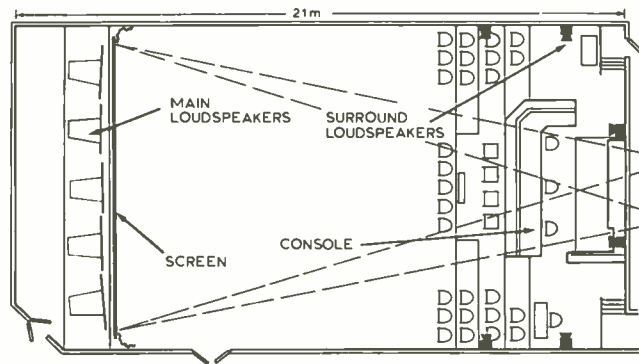 21m
MAIN
LOUDSPEAKERS
SURROUND
LOUDSPEAKERS
CONSOLE
SCREEN